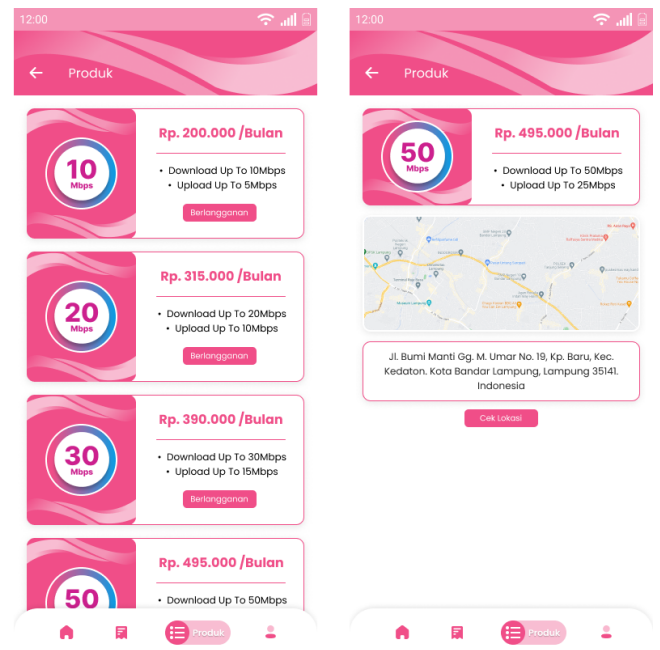 12:00
Produk
10
Mbps
Rp. 200.000 /Bulan
• Download Up To 10Mbps
• Upload Up To 5Mbps
Berlangganan
20
Mbps
Rp. 315.000 /Bulan
• Download Up To 20Mbps
• Upload Up To 10Mbps
Berlangganan
30
Mbps
Rp. 390.000 /Bulan
• Download Up To 30Mbps
• Upload Up To 15Mbps
Berlangganan
50
Rp. 495.000 /Bulan
• Download Up To 50Mbps
Produk
12:00
Produk
50
Mbps
Rp. 495.000 /Bulan
• Download Up To 50Mbps
• Upload Up To 25Mbps
Jl. Bumi Manti Gg. M. Umar No. 19, Kp. Baru, Kec.
Kedaton. Kota Bandar Lampung, Lampung 35141.
Indonesia
Cek Lokasi
Produk